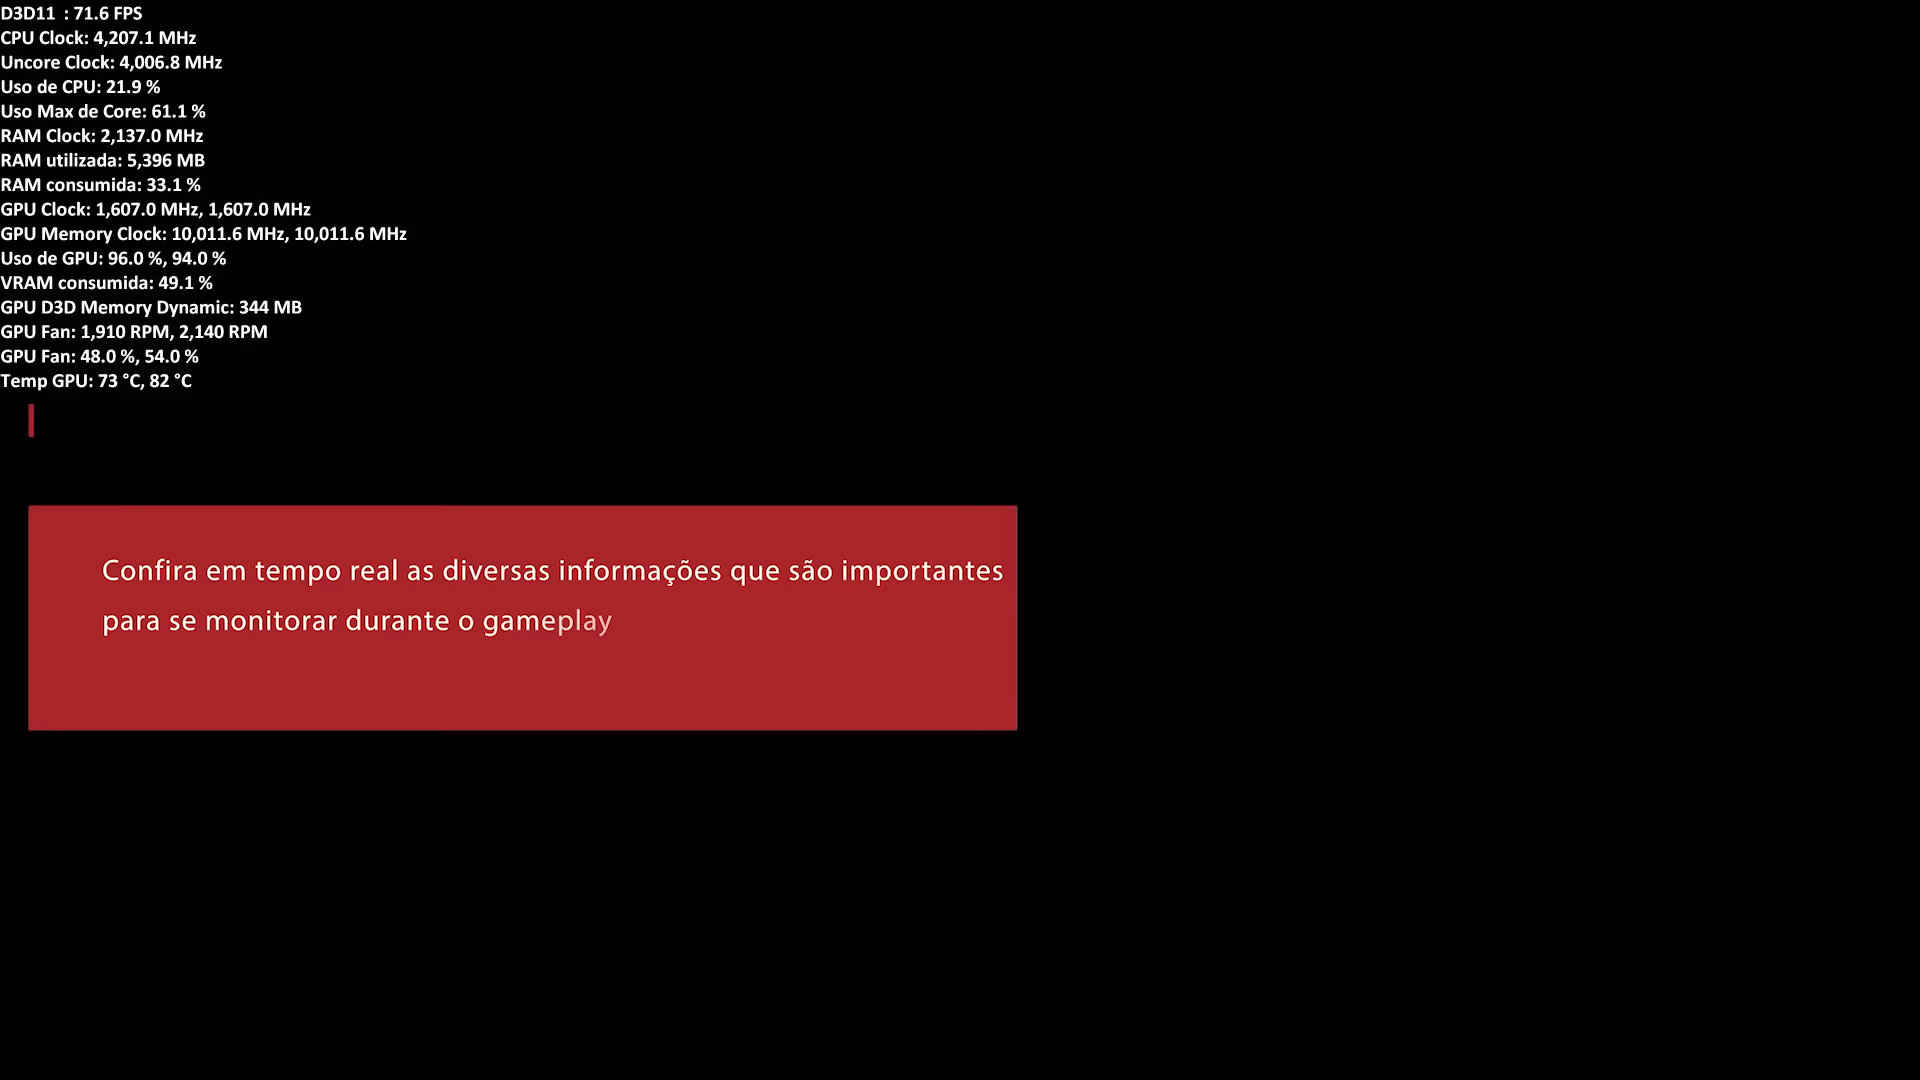 D3D11 : 71.6 FPS
CPU Clock: 4,207.1 MHz
Uncore Clock: 4,006.8 MHz
Uso de CPU: 21.9 %
Uso Max de Core: 61.1 %
RAM Clock: 2,137.0 MHz
RAM utilizada: 5,396 MB
RAM consumida: 33.1 %
GPU Clock: 1,607.0 MHz, 1,607.0 MHz
GPU Memory Clock: 10,011.6 MHz, 10,011.6 MHz
Uso de GPU: 96.0 %, 94.0 %
VRAM consumida: 49.1 %
GPU D3D Memory Dynamic: 344 MB
GPU Fan: 1,910 RPM, 2,140 RPM
GPU Fan: 48.0 %, 54.0 %
Temp GPU: 73 °C, 82 °C
Confira em tempo real as diversas informações que são importantes
para se monitorar durante o gameplay